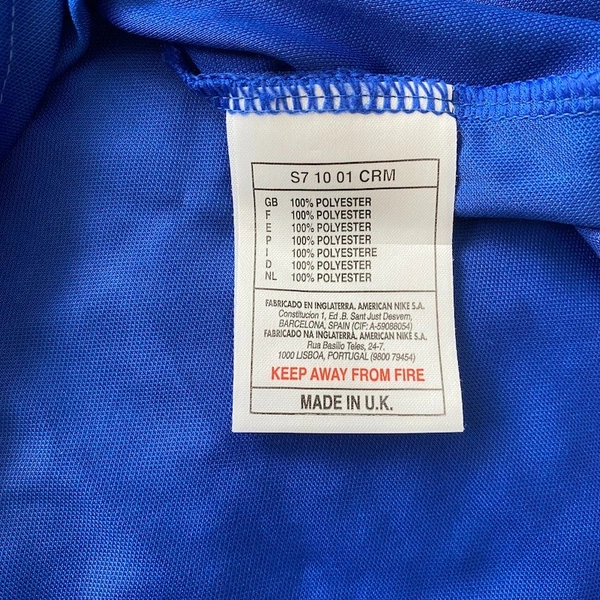 S7 10 01 CRM
GB 100% POLYESTER
F 100% POLYESTER
E 100% POLYESTER
P 100% POLYESTER
I 100% POLYESTERE
D 100% POLYESTER
NL 100% POLYESTER
FABRICADO EN INGLATERRA. AMERICAN NIKE S.A.
Constitucion 1, Ed .B. Sant Just Desvern,
BARCELONA, SPAIN (CIF: A-59088054)
FABRICADO NA INGLATERRÀ. AMERICAN NIKE S.A.
Rua Basilio Teles, 24-7.
1000 LISBOA, PORTUGAL (9800 79454)
KEEP AWAY FROM FIRE
MADE IN U.K.